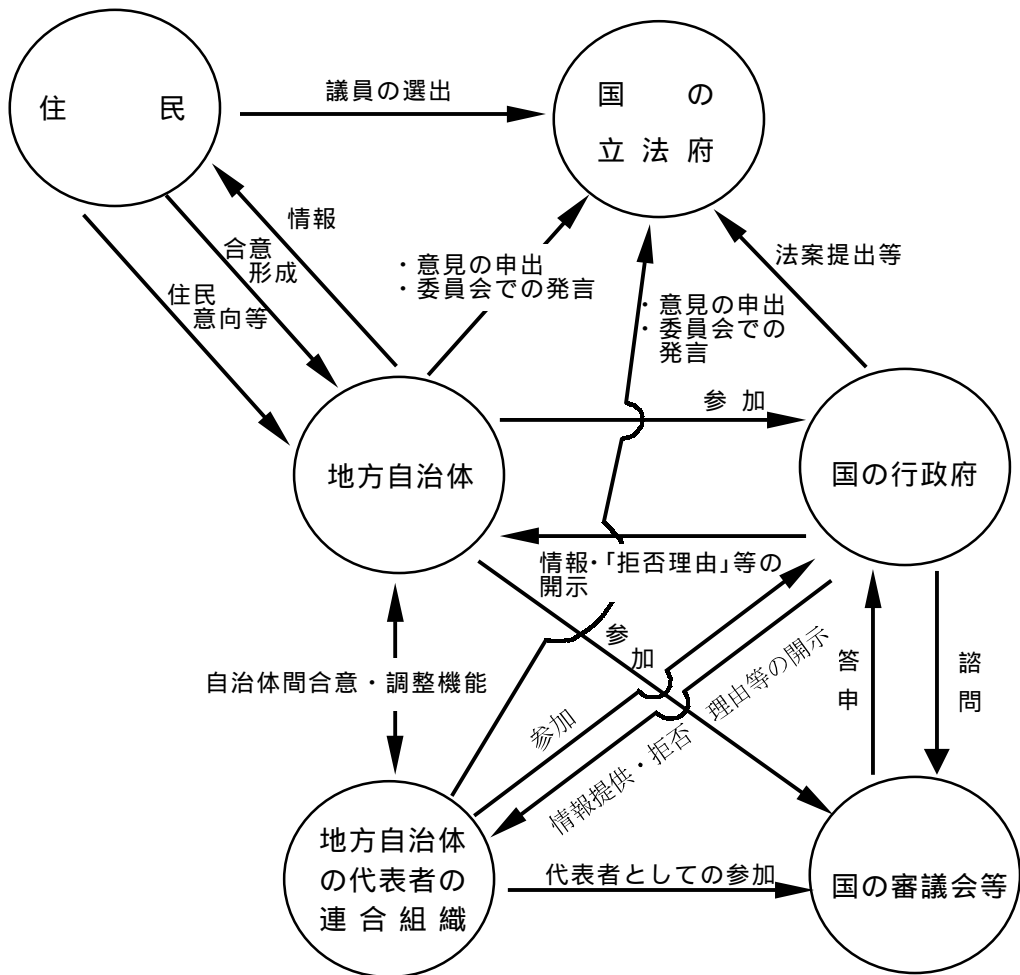 議員の選出
住民
国の
立法府
情報
合意
形成
住民
意向等
・意見の申出
・委員会での発言
法案提出等
・意見の申出
・委員会での
発言
参加
地方自治体
国の行政府
情報・「拒否理由」等の
開示
参
加
自治体間合意・調整機能
答
申
諮
問
参加
情報提供・拒否 理由等の開示
地方自治体
の代表者の
連合組織
代表者としての参加
国の審議会等